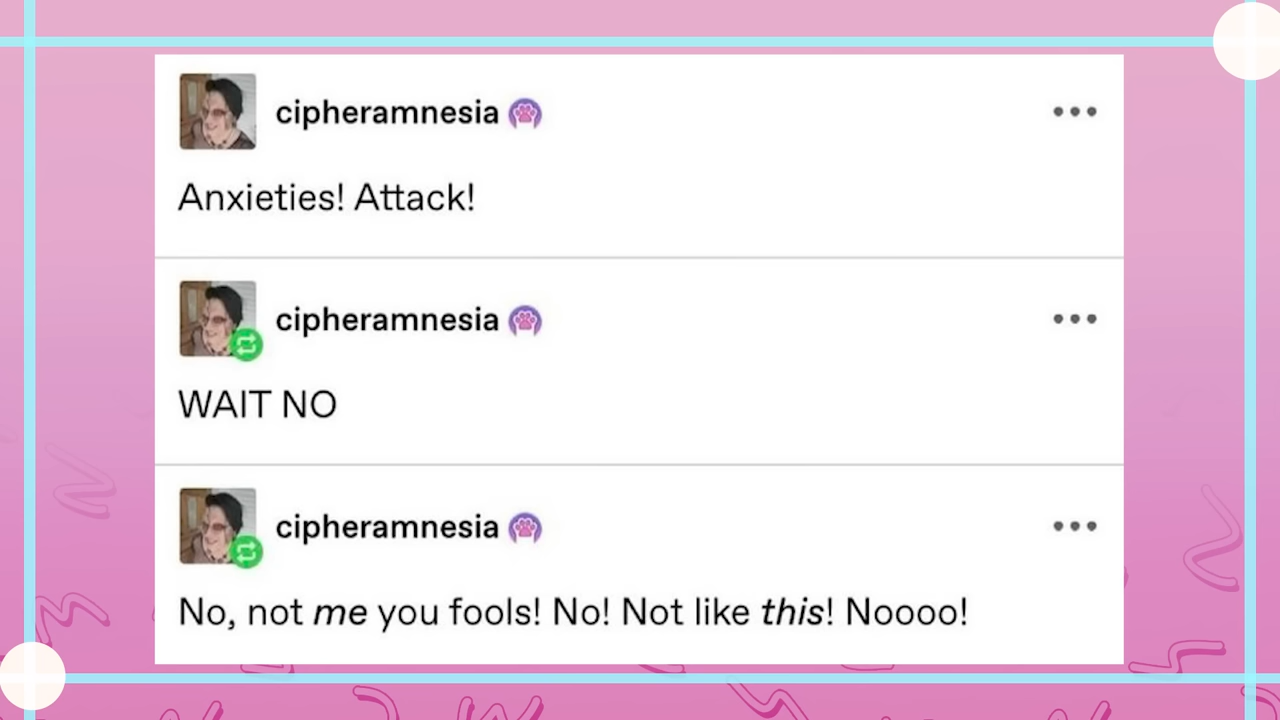 cipheramnesia
Anxieties! Attack!
cipheramnesia
WAIT NO
cipheramnesia
No, not me you fools! No! Not like this! Noooo!